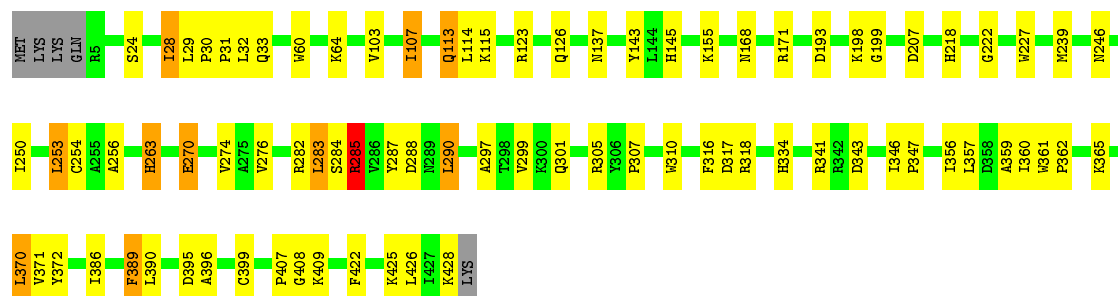 MET LYS LYS GLN R5 S24 I28 L29 P30 P31 L32 Q33 W60 K64 V103 I107 Q113 L114 K115 R123 Q126 N137 Y143 L144 H145 K155 N168 R171 D193 K198 G199 D207 H218 G222 W227 M239 N246
I250 L253 C254 A255 A256 H263 E270 V274 A275 V276 R282 L283 S284 R285 V286 Y287 D288 N289 L290 A297 T298 V299 K300 Q301 R305 Y306 P307 W310 F316 D317 R318 H334 R341 R342 D343 I346 P347 I356 L357 D358 A359 I360 W361 P362 K365
L370 V371 Y372 I386 F389 L390 D395 A396 C399 P407 G408 K409 F422 K425 L426 I427 K428 LYS